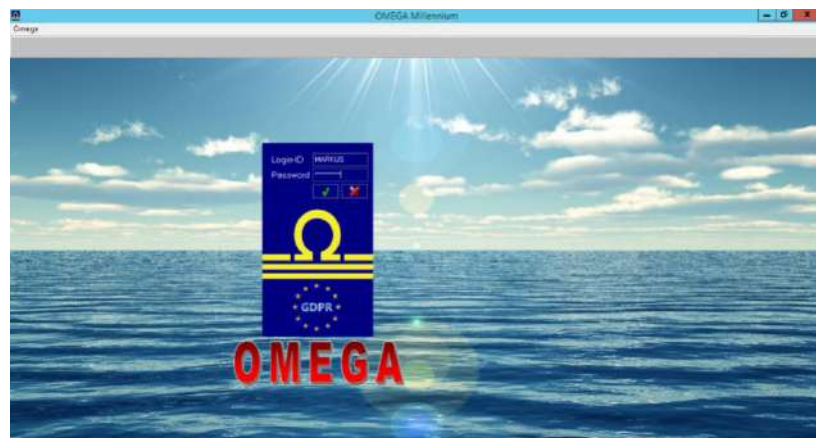 OMEGA Millennium
Omega
Login-ID MARKUS
Password
GDPR
OMEGA